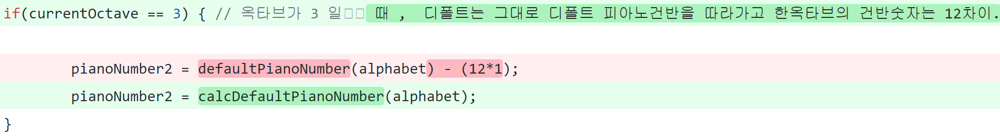 if(currentOctave == 3) { // 옥타브가 3 일□□ 때 ,  디폴트는 그대로 디폴트 피아노건반을 따라가고 한옥타브의 건반숫자는 12차이.
pianoNumber2 = defaultPianoNumber(alphabet) - (12*1);
pianoNumber2 = calcDefaultPianoNumber(alphabet);
}